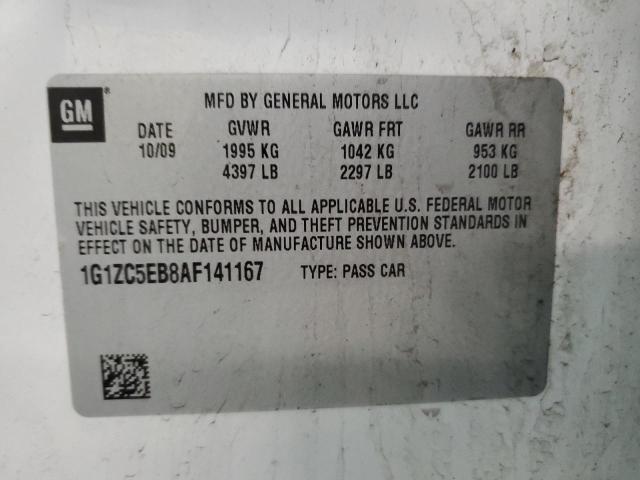 GM
MFD BY GENERAL MOTORS LLC
DATE GVWR GAWR FRT GAWR RR
10/09 1995 KG 1042 KG 953 KG
4397 LB 2297 LB 2100 LB
THIS VEHICLE CONFORMS TO ALL APPLICABLE U.S. FEDERAL MOTOR
VEHICLE SAFETY, BUMPER, AND THEFT PREVENTION STANDARDS IN
EFFECT ON THE DATE OF MANUFACTURE SHOWN ABOVE.
1G1ZC5EB8AF141167 TYPE: PASS CAR